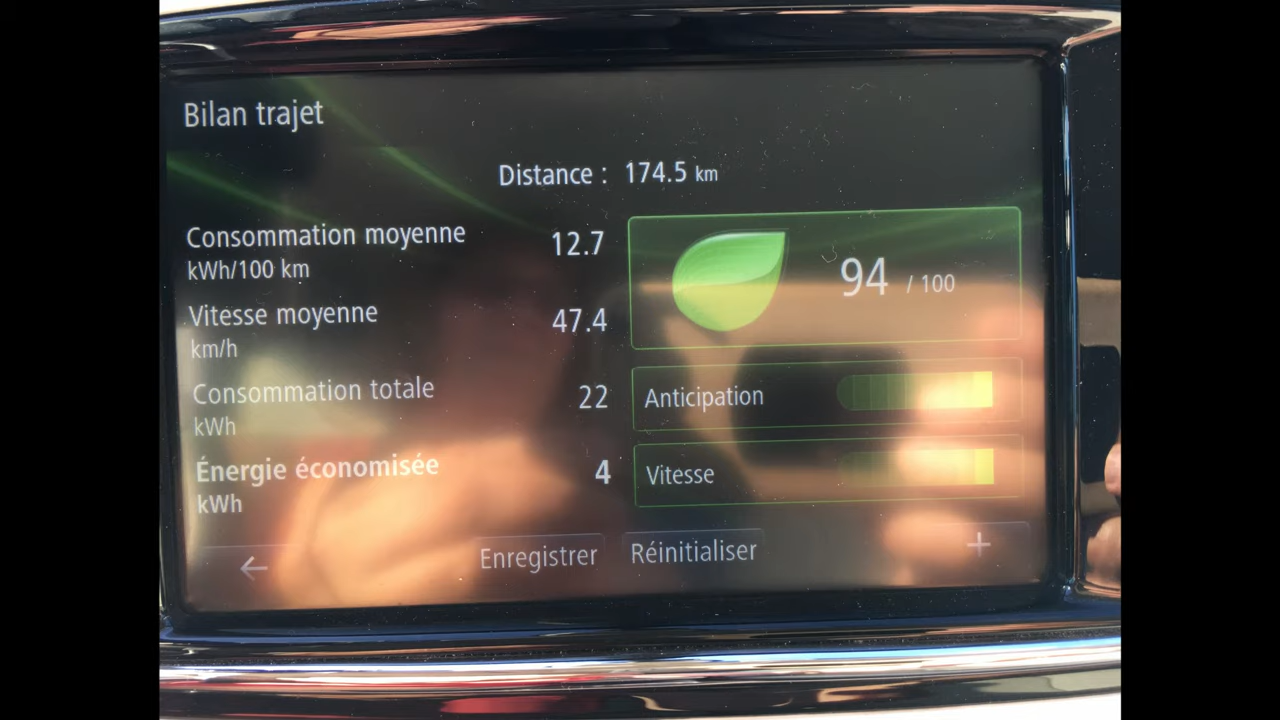 Bilan trajet
Distance : 174.5 km
Consommation moyenne 12.7
kWh/100 km
94 / 100
Vitesse moyenne 47.4
km/h
Consommation totale 22
kWh
Anticipation
Énergie économisée 4
kWh
Vitesse
← Enregistrer Réinitialiser +